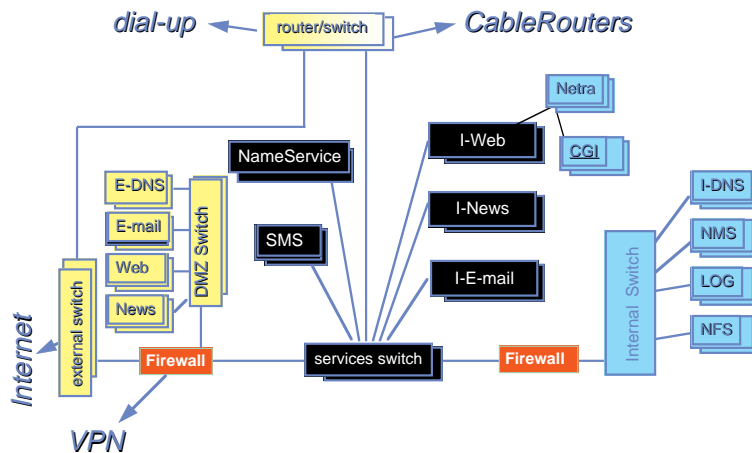 dial-up
router/switch
CableRouters
Netra
I-Web
NameService
CGI
E-DNS
I-DNS
I-News
E-mail
SMS
NMS
DMZ Switch
Web
I-E-mail
LOG
News
external switch
Internal Switch
Internet
NFS
Firewall
services switch
Firewall
VPN